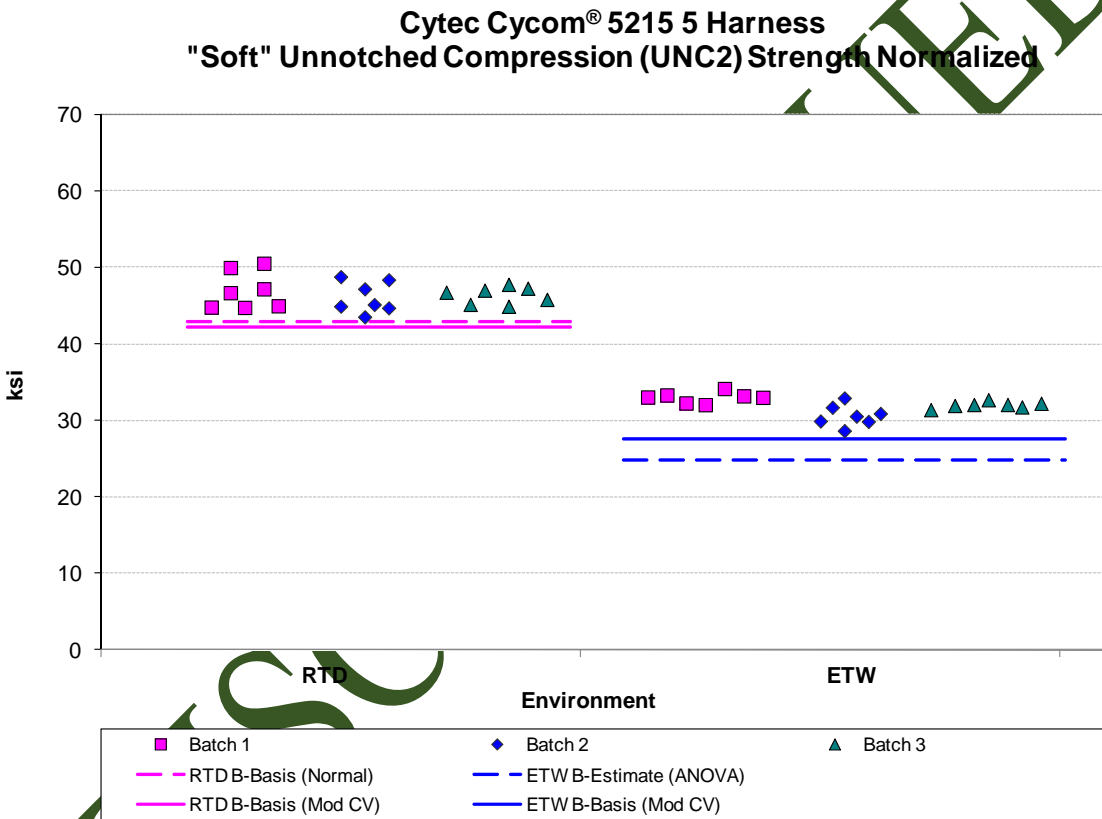 Cytec Cycom® 5215 5 Harness
"Soft" Unnotched Compression (UNC2) Strength Normalized
70
60
50
40
30
20
10
0
ksi
RTD
ETW
Environment
Batch 1
Batch 2
Batch 3
RTD B-Basis (Normal)
ETW B-Estimate (ANOVA)
RTD B-Basis (Mod CV)
ETW B-Basis (Mod CV)